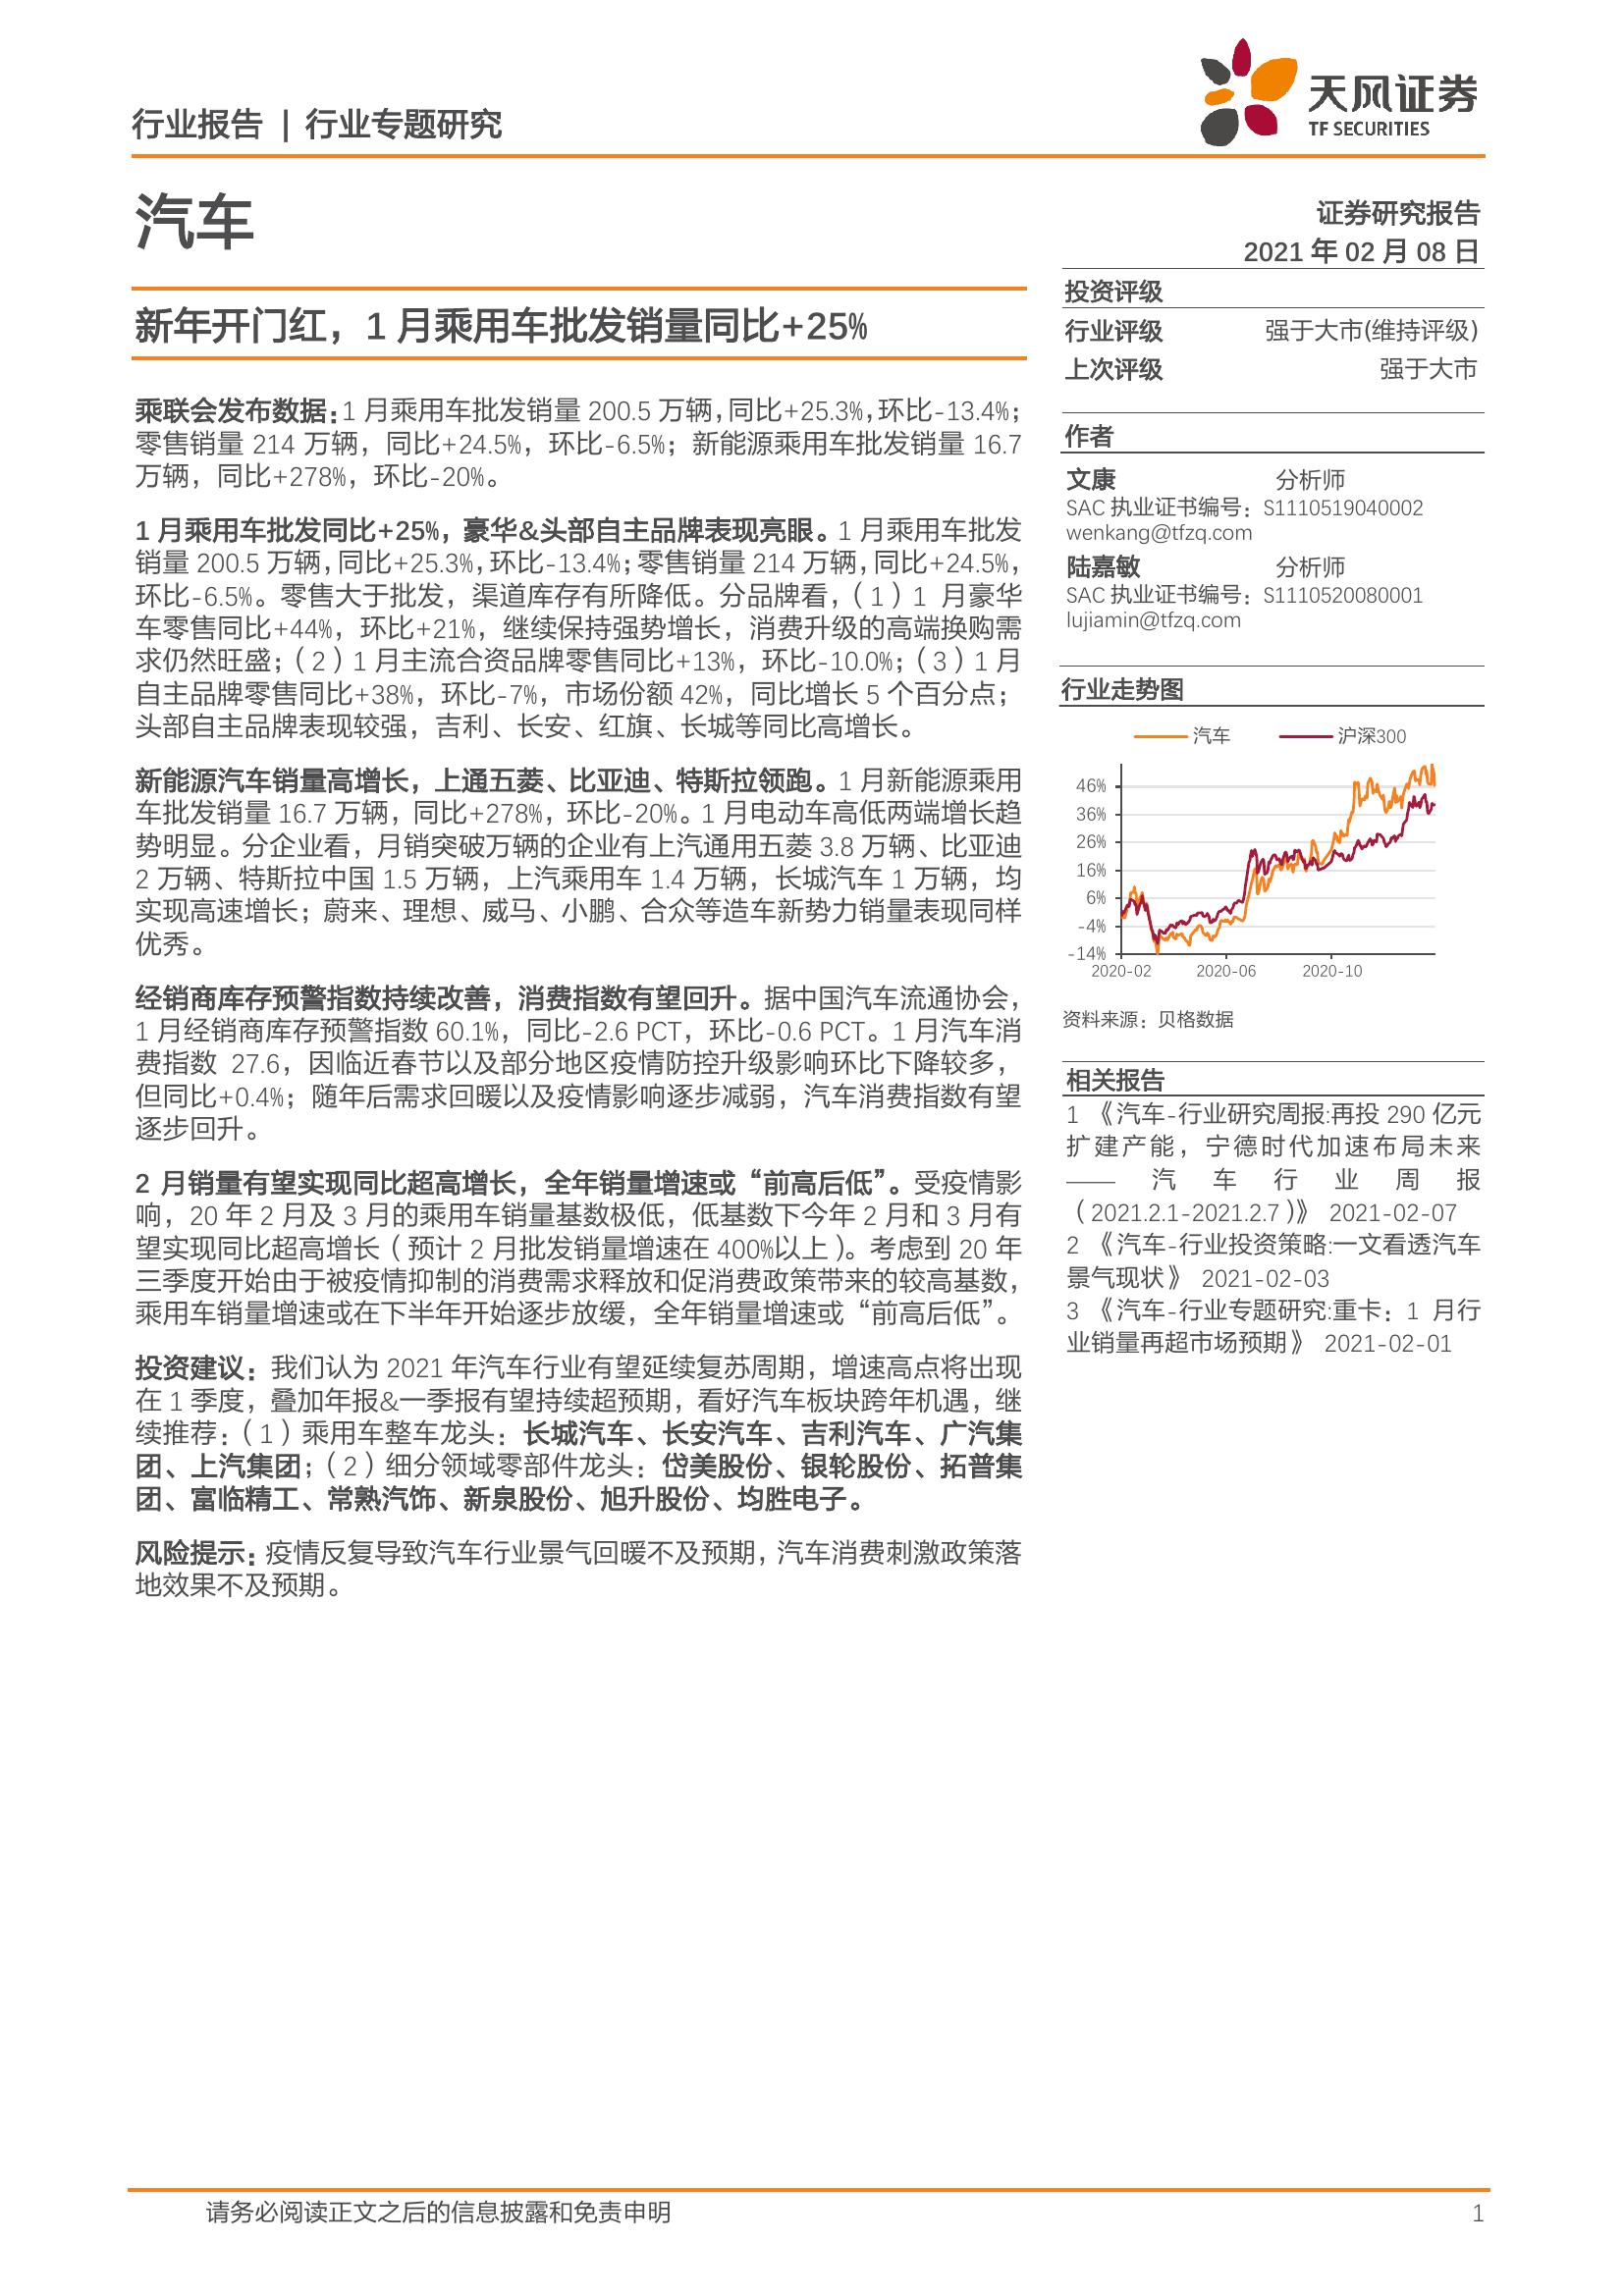 行业报告 | 行业专题研究
天风证券
TF SECURITIES
汽车
证券研究报告
2021 年 02 月 08 日
新年开门红，1 月乘用车批发销量同比+25%
乘联会发布数据：1 月乘用车批发销量 200.5 万辆，同比+25.3%，环比-13.4%；
零售销量 214 万辆，同比+24.5%，环比-6.5%；新能源乘用车批发销量 16.7
万辆，同比+278%，环比-20%。
1 月乘用车批发同比+25%，豪华&头部自主品牌表现亮眼。1 月乘用车批发
销量 200.5 万辆，同比+25.3%，环比-13.4%；零售销量 214 万辆，同比+24.5%，
环比-6.5%。零售大于批发，渠道库存有所降低。分品牌看，（1）1 月豪华
车零售同比+44%，环比+21%，继续保持强势增长，消费升级的高端换购需
求仍然旺盛；（2）1 月主流合资品牌零售同比+13%，环比-10.0%；（3）1 月
自主品牌零售同比+38%，环比-7%，市场份额 42%，同比增长 5 个百分点；
头部自主品牌表现较强，吉利、长安、红旗、长城等同比高增长。
新能源汽车销量高增长，上通五菱、比亚迪、特斯拉领跑。1 月新能源乘用
车批发销量 16.7 万辆，同比+278%，环比-20%。1 月电动车高低两端增长趋
势明显。分企业看，月销突破万辆的企业有上汽通用五菱 3.8 万辆、比亚迪
2 万辆、特斯拉中国 1.5 万辆，上汽乘用车 1.4 万辆，长城汽车 1 万辆，均
实现高速增长；蔚来、理想、威马、小鹏、合众等造车新势力销量表现同样
优秀。
经销商库存预警指数持续改善，消费指数有望回升。据中国汽车流通协会，
1 月经销商库存预警指数 60.1%，同比-2.6 PCT，环比-0.6 PCT。1 月汽车消
费指数 27.6，因临近春节以及部分地区疫情防控升级影响环比下降较多，
但同比+0.4%；随年后需求回暖以及疫情影响逐步减弱，汽车消费指数有望
逐步回升。
2 月销量有望实现同比超高增长，全年销量增速或“前高后低”。受疫情影
响，20 年 2 月及 3 月的乘用车销量基数极低，低基数下今年 2 月和 3 月有
望实现同比超高增长（预计 2 月批发销量增速在 400%以上）。考虑到 20 年
三季度开始由于被疫情抑制的消费需求释放和促消费政策带来的较高基数，
乘用车销量增速或在下半年开始逐步放缓，全年销量增速或“前高后低”。
投资建议：我们认为 2021 年汽车行业有望延续复苏周期，增速高点将出现
在 1 季度，叠加年报&一季报有望持续超预期，看好汽车板块跨年机遇，继
续推荐：（1）乘用车整车龙头：长城汽车、长安汽车、吉利汽车、广汽集
团、上汽集团；（2）细分领域零部件龙头：岱美股份、银轮股份、拓普集
团、富临精工、常熟汽饰、新泉股份、旭升股份、均胜电子。
风险提示：疫情反复导致汽车行业景气回暖不及预期，汽车消费刺激政策落
地效果不及预期。
投资评级
行业评级 强于大市(维持评级)
上次评级 强于大市
作者
文康 分析师
SAC 执业证书编号：S1110519040002
wenkang@tfzq.com
陆嘉敏 分析师
SAC 执业证书编号：S1110520080001
lujiamin@tfzq.com
行业走势图
汽车 沪深300
46%
36%
26%
16%
6%
-4%
-14%
2020-02 2020-06 2020-10
资料来源：贝格数据
相关报告
1 《汽车-行业研究周报:再投 290 亿元
扩建产能，宁德时代加速布局未来
—— 汽 车 行 业 周 报
（2021.2.1-2021.2.7）》 2021-02-07
2 《汽车-行业投资策略:一文看透汽车
景气现状》 2021-02-03
3 《汽车-行业专题研究:重卡：1 月行
业销量再超市场预期》 2021-02-01
请务必阅读正文之后的信息披露和免责申明 1